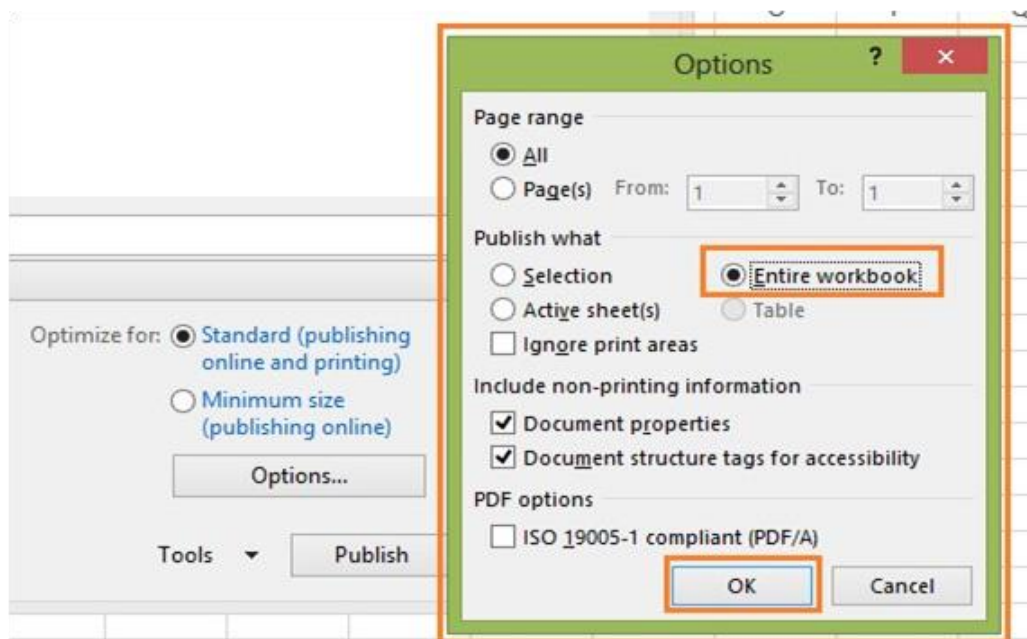 Options ?
Page range
All
Page(s) From: 1 To: 1
Publish what
Selection Entire workbook
Active sheet(s) Table
Ignore print areas
Include non-printing information
Document properties
Document structure tags for accessibility
PDF options
ISO 19005-1 compliant (PDF/A)
OK Cancel
Optimize for: Standard (publishing
online and printing)
Minimum size
(publishing online)
Options...
Tools Publish